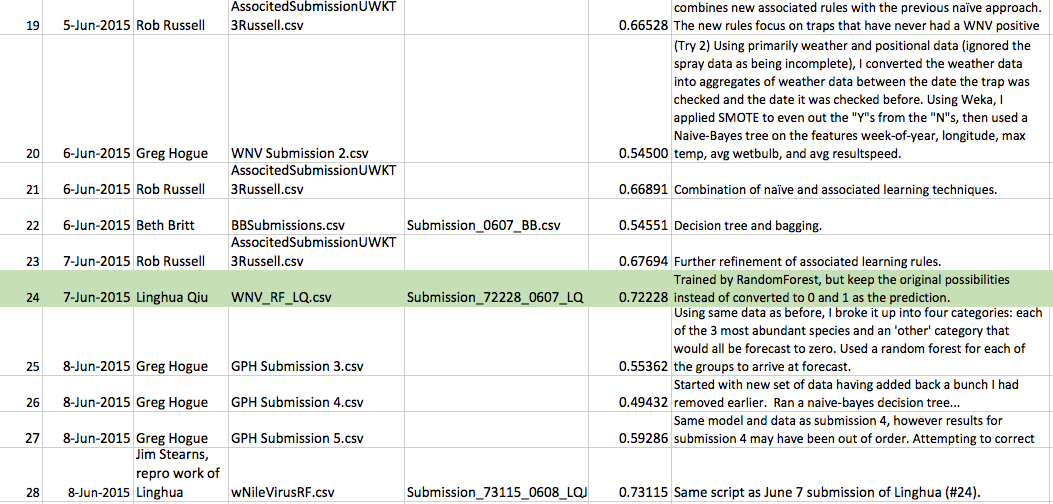 combines new associated rules with the previous naïve approach.
AssocitedSubmissionUWKT
19 5-Jun-2015 Rob Russell 3Russell.csv 0.66528 The new rules focus on traps that have never had a WNV positive
(Try 2) Using primarily weather and positional data (ignored the
spray data as being incomplete), I converted the weather data
into aggregates of weather data between the date the trap was
checked and the date it was checked before. Using Weka, I
applied SMOTE to even out the "Y"s from the "N"s, then used a
Naive-Bayes tree on the features week-of-year, longitude, max
20 6-Jun-2015 Greg Hogue WNV Submission 2.csv 0.54500 temp, avg wetbulb, and avg resultspeed.
AssocitedSubmissionUWKT
21 6-Jun-2015 Rob Russell 3Russell.csv 0.66891 Combination of naïve and associated learning techniques.
22 6-Jun-2015 Beth Britt BBSubmissions.csv Submission_0607_BB.csv 0.54551 Decision tree and bagging.
AssocitedSubmissionUWKT
23 7-Jun-2015 Rob Russell 3Russell.csv 0.67694 Further refinement of associated learning rules.
Trained by RandomForest, but keep the original possibilities
24 7-Jun-2015 Linghua Qiu WNV_RF_LQ.csv Submission_72228_0607_LQ 0.72228 instead of converted to 0 and 1 as the prediction.
Using same data as before, I broke it up into four categories: each
of the 3 most abundant species and an 'other' category that
would all be forecast to zero. Used a random forest for each of
25 8-Jun-2015 Greg Hogue GPH Submission 3.csv 0.55362 the groups to arrive at forecast.
Started with new set of data having added back a bunch I had
26 8-Jun-2015 Greg Hogue GPH Submission 4.csv 0.49432 removed earlier. Ran a naive-bayes decision tree...
Same model and data as submission 4, however results for
27 8-Jun-2015 Greg Hogue GPH Submission 5.csv 0.59286 submission 4 may have been out of order. Attempting to correct
Jim Stearns,
repro work of
28 8-Jun-2015 Linghua wNileVirusRF.csv Submission_73115_0608_LQJ 0.73115 Same script as June 7 submission of Linghua (#24).